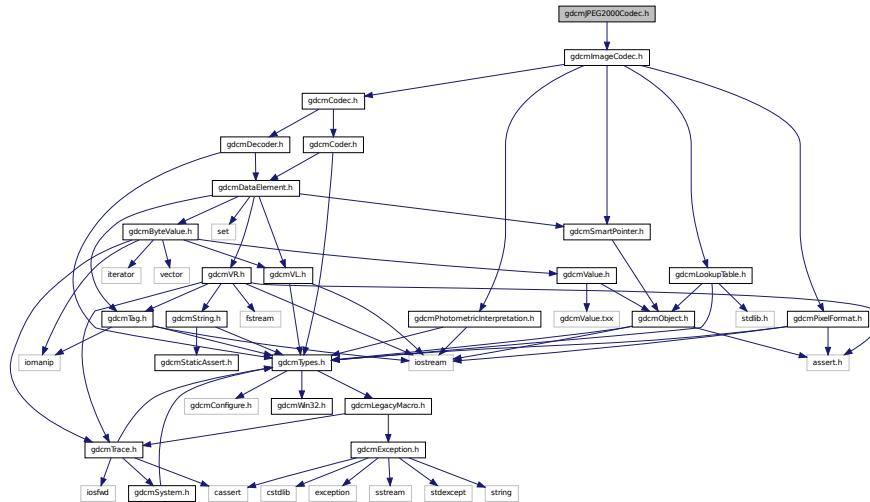 gdcmJPEG2000Codec.h
gdcmImageCodec.h
gdcmCodec.h
gdcmDecoder.h
gdcmCoder.h
gdcmDataElement.h
gdcmByteValue.h
set
gdcmSmartPointer.h
iterator
vector
gdcmVR.h
gdcmVL.h
gdcmValue.h
gdcmLookupTable.h
gdcmTag.h
gdcmString.h
fstream
gdcmPhotometricInterpretation.h
gdcmValue.txx
gdcmObject.h
stdlib.h
gdcmPixelFormat.h
iomanip
gdcmStaticAssert.h
gdcmTypes.h
iostream
assert.h
gdcmConfigure.h
gdcmWin32.h
gdcmLegacyMacro.h
gdcmTrace.h
gdcmException.h
iosfwd
gdcmSystem.h
cassert
cstdlib
exception
sstream
stdexcept
string